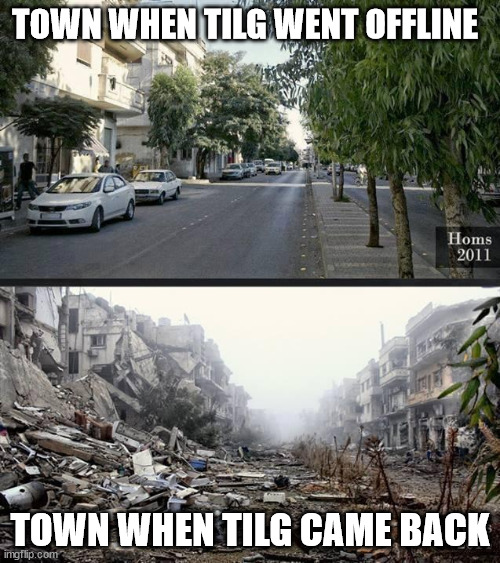 TOWN WHEN TILG WENT OFFLINE
Homs
2011
TOWN WHEN TILG CAME BACK
imgflip.com